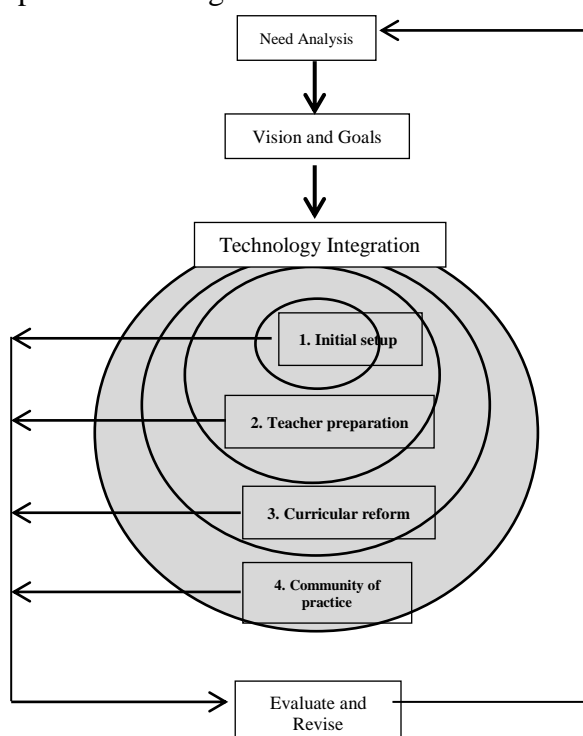 Need Analysis
Vision and Goals
Technology Integration
1. Initial setup
2. Teacher preparation
3. Curricular reform
4. Community of
practice
Evaluate and
Revise